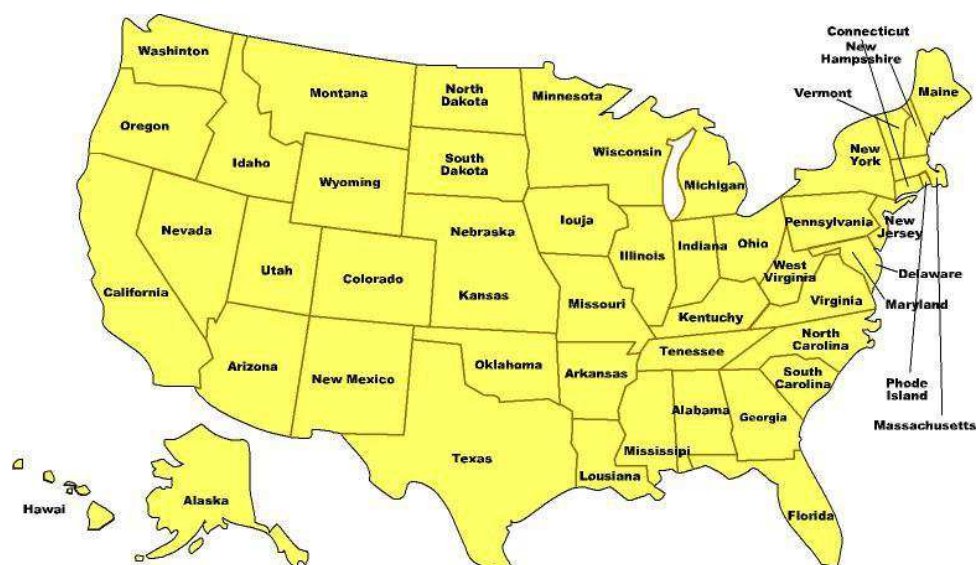 Connecticut
New
Hampsshire
Washinton
Montana
North
Dakota
Minnesota
Vermont
Maine
Oregon
Idaho
Wyoming
South
Dakota
Wisconsin
Michigan
New
York
Nevada
Nebraska
Iouja
Pennsylvania
New
Jersey
California
Utah
Colorado
Kansas
Illinois
Indiana
Ohio
West
Virginia
Delaware
Missouri
Kentuchy
Virginia
Maryland
Arizona
New Mexico
Oklahoma
Arkansas
Tenessee
North
Carolina
South
Carolina
Phode
Island
Texas
Lousiana
Mississipi
Alabama
Georgia
Massachusetts
Hawai
Alaska
Florida